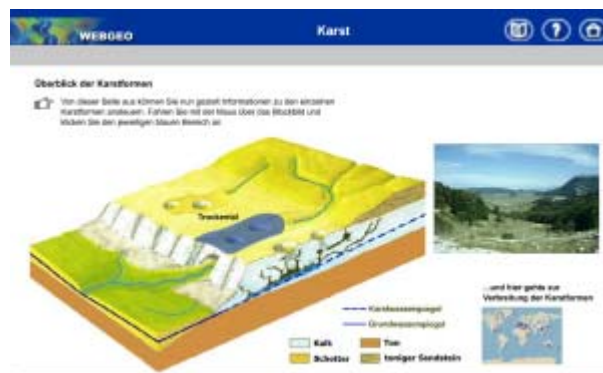 WEBGEO
Karst
?
Überblick der Karstformen
Von dieser Seite aus können Sie nun gezielt Informationen zu den einzelnen
Karstformen ansteuern. Fahren Sie mit der Maus über das Blockbild und
klicken Sie den jeweiligen blauen Bereich an
Trockental
...und hier gehts zur
Verbreitung der Karstformen
Karstwasserspiegel
Grundwasserspiegel
Kalk
Ton
Schotter
toniger Sandstein